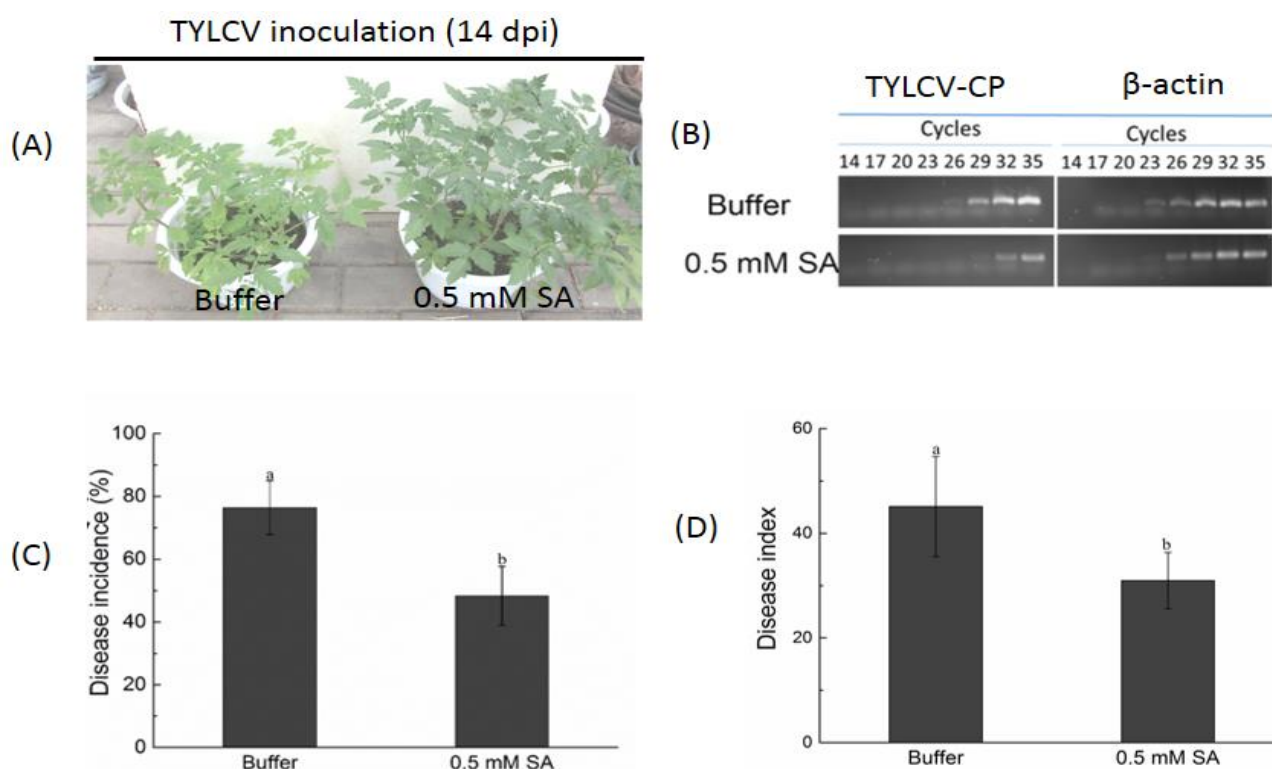 TYLCV inoculation (14 dpi)
(A)
Buffer
0.5 mM SA
(B)
TYLCV-CP
β-actin
Cycles
Cycles
14 17 20 23 26 29 32 35
14 17 20 23 26 29 32 35
Buffer
0.5 mM SA
(C)
Disease incidence (%)
100
80
60
40
20
0
a
b
Buffer
0.5 mM SA
(D)
Disease index
60
40
20
0
a
b
Buffer
0.5 mM SA